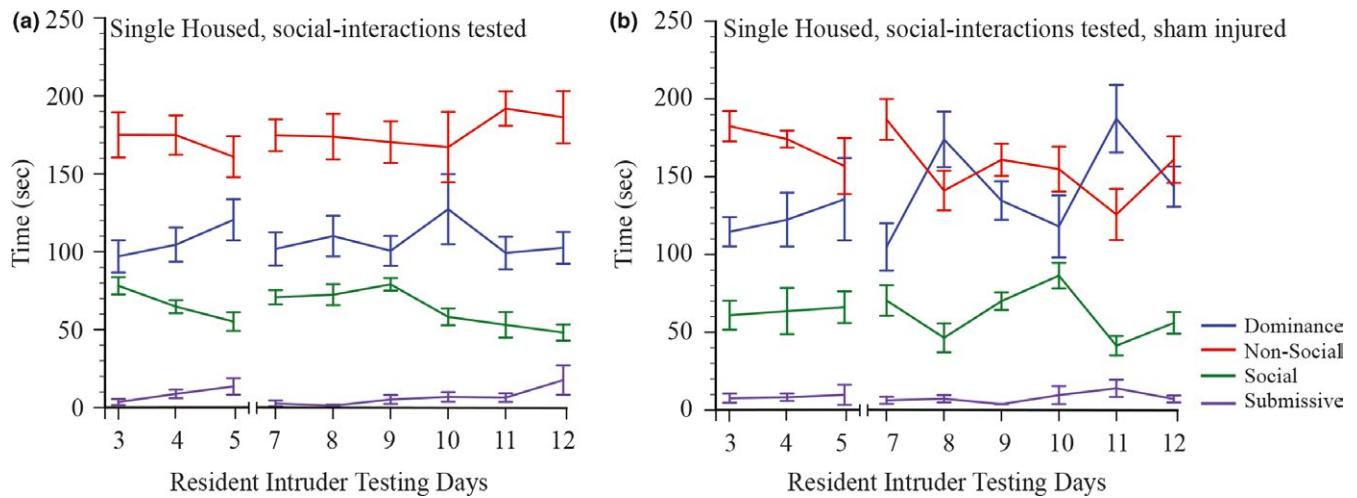 (a) Single Housed, social-interactions tested
250
200
150
100
50
0
Time (sec)
3 4 5 7 8 9 10 11 12
Resident Intruder Testing Days
(b) Single Housed, social-interactions tested, sham injured
250
200
150
100
50
0
Time (sec)
3 4 5 7 8 9 10 11 12
Resident Intruder Testing Days
Dominance
Non-Social
Social
Submissive